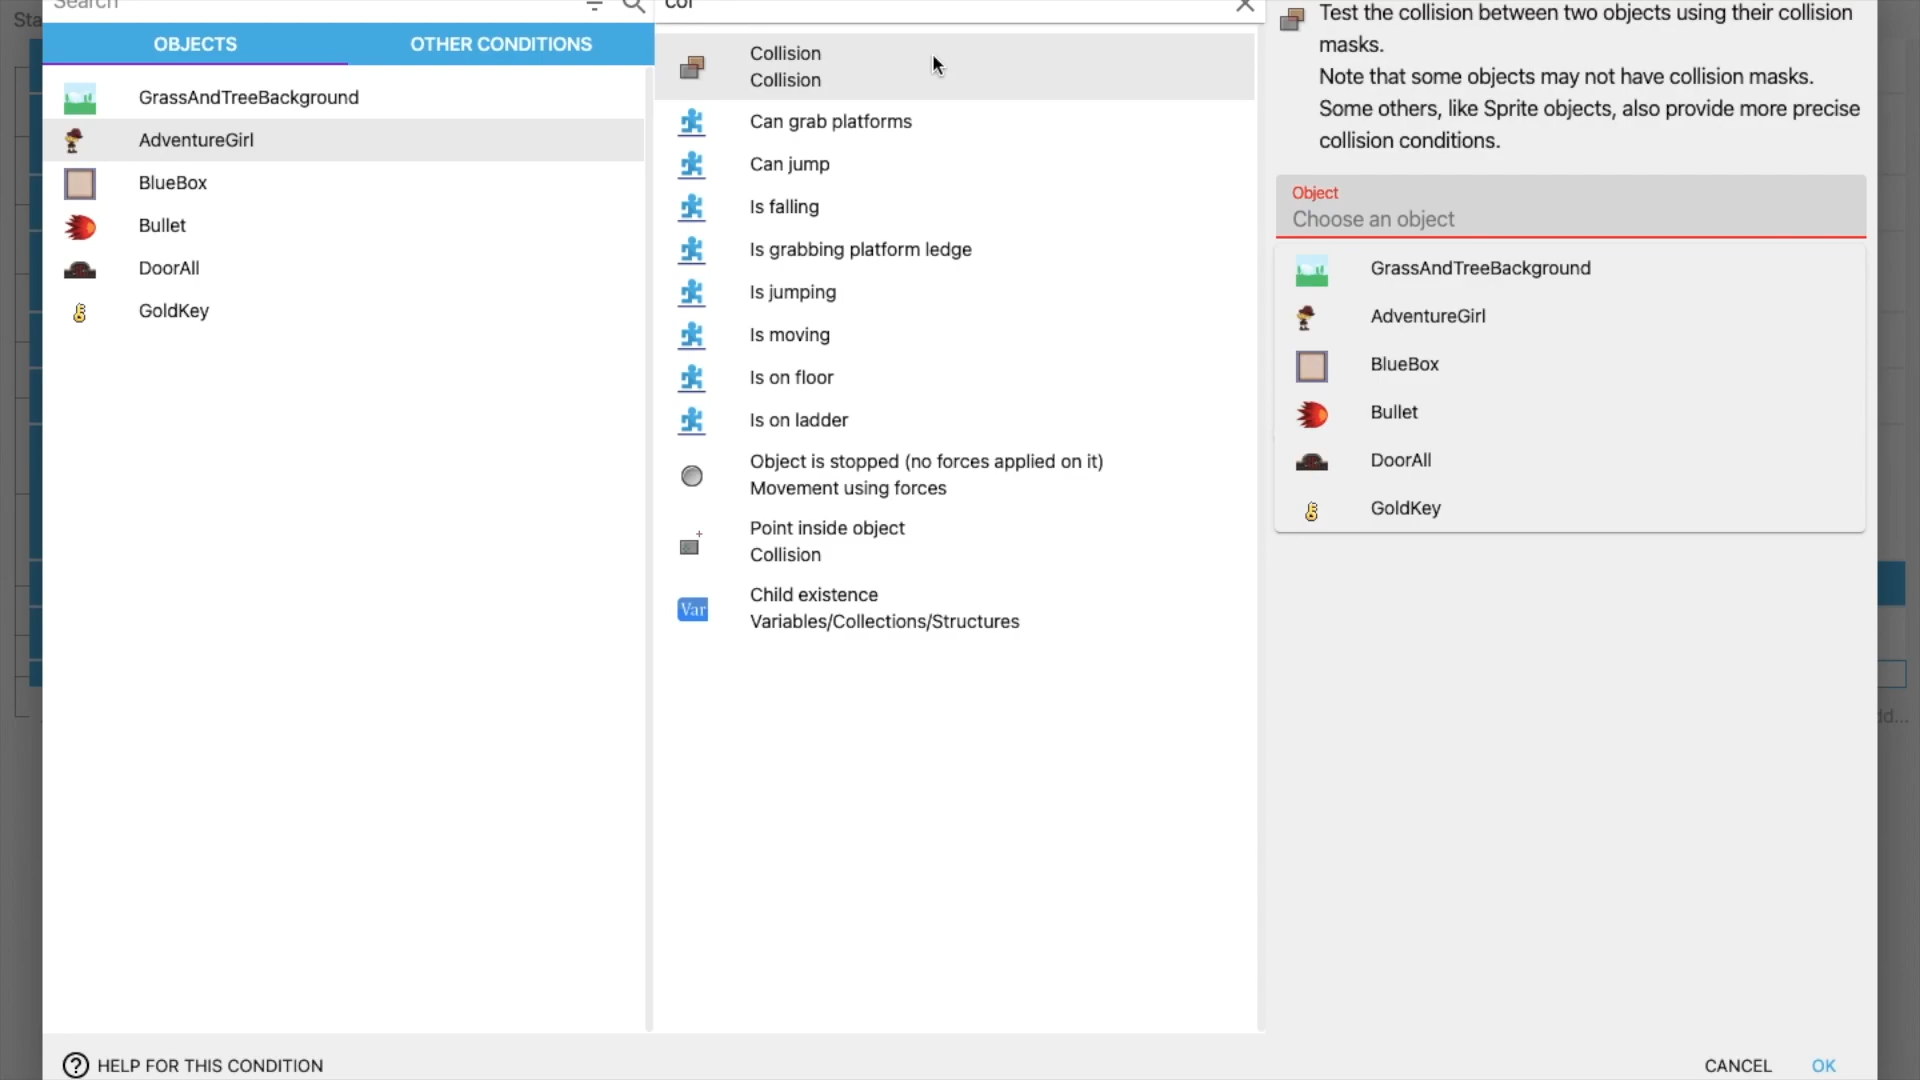 Sta
Search
OBJECTS
OTHER CONDITIONS
GrassAndTreeBackground
AdventureGirl
BlueBox
Bullet
DoorAll
GoldKey
Collision
Collision
Can grab platforms
Can jump
Is falling
Is grabbing platform ledge
Is jumping
Is moving
Is on floor
Is on ladder
Object is stopped (no forces applied on it)
Movement using forces
Point inside object
Collision
Var
Child existence
Variables/Collections/Structures
Test the collision between two objects using their collision
masks.
Note that some objects may not have collision masks.
Some others, like Sprite objects, also provide more precise
collision conditions.
Object
Choose an object
GrassAndTreeBackground
AdventureGirl
BlueBox
Bullet
DoorAll
GoldKey
dd...
? HELP FOR THIS CONDITION
CANCEL
OK